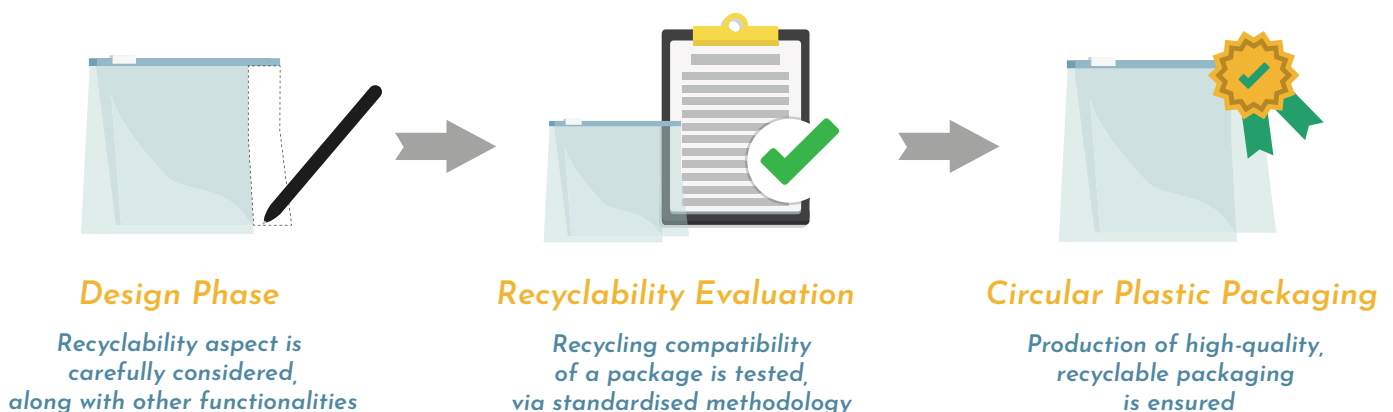 Design Phase
Recyclability aspect is
carefully considered,
along with other functionalities
Recyclability Evaluation
Recycling compatibility
of a package is tested,
via standardised methodology
Circular Plastic Packaging
Production of high-quality,
recyclable packaging
is ensured